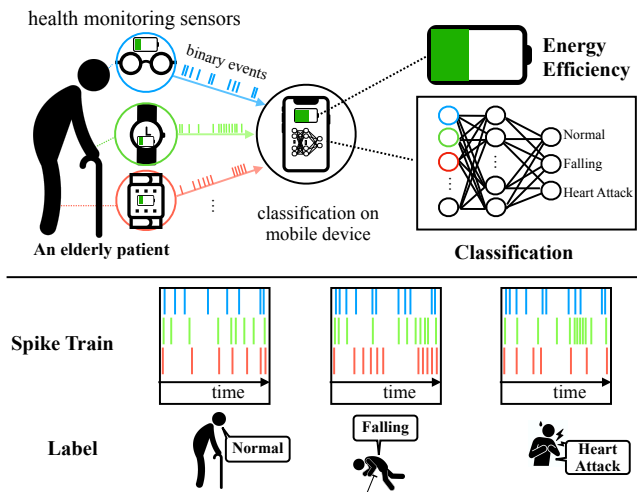 health monitoring sensors
binary events
Energy
Efficiency
Normal
Falling
Heart Attack
⋮
classification on
mobile device
An elderly patient
Classification
Spike Train
time
time
time
Label
Normal
Falling
Heart
Attack